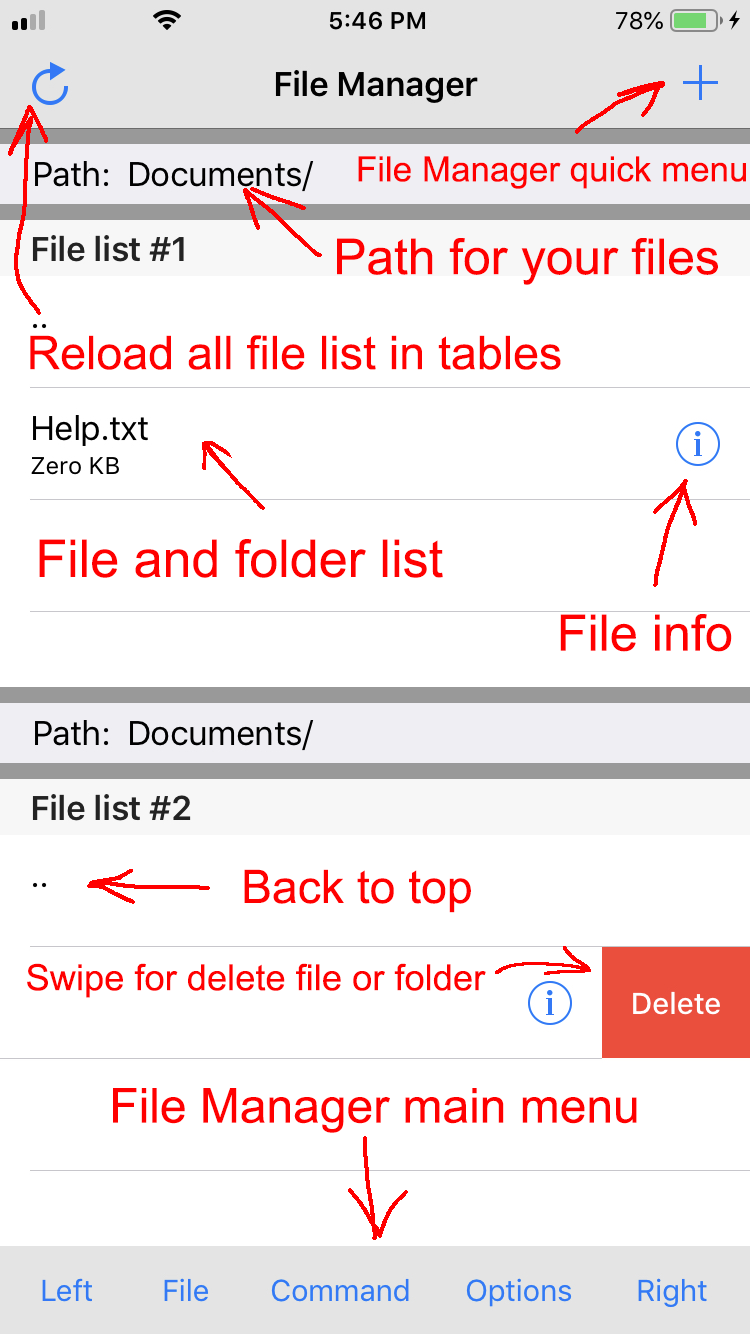 5:46 PM 78%
File Manager
Path: Documents/ File Manager quick menu
File list #1 Path for your files
..
Reload all file list in tables
Help.txt
Zero KB
File and folder list
File info
Path: Documents/
File list #2
.. Back to top
Swipe for delete file or folder
Delete
File Manager main menu
Left File Command Options Right